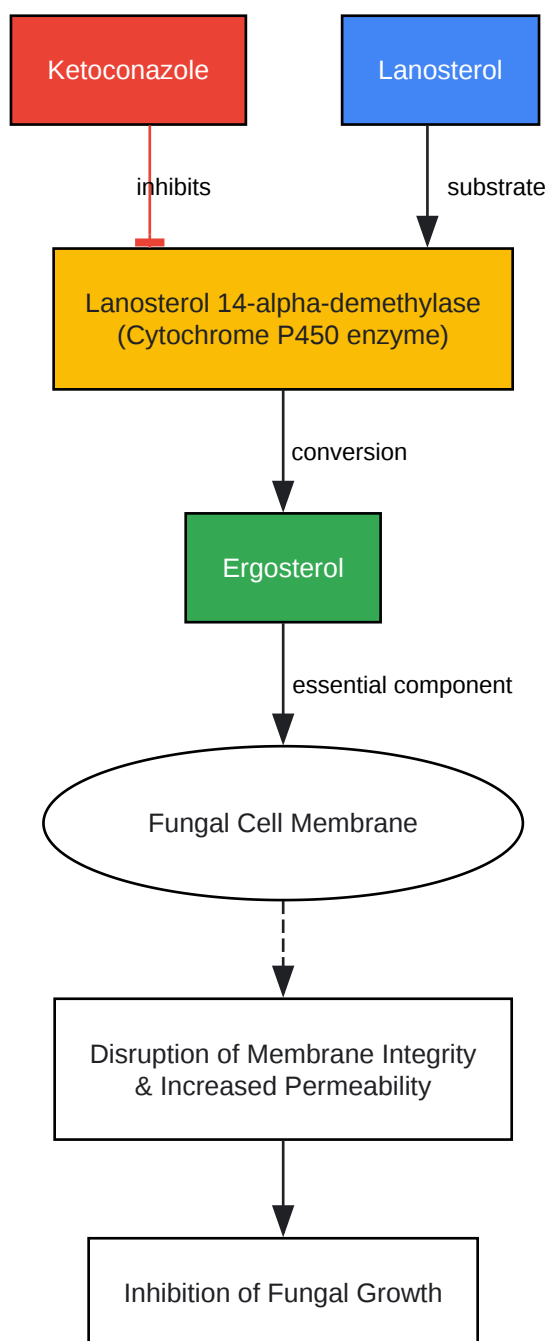 Ketoconazole
Lanosterol
inhibits
substrate
Lanosterol 14-alpha-demethylase
(Cytochrome P450 enzyme)
conversion
Ergosterol
essential component
Fungal Cell Membrane
Disruption of Membrane Integrity
& Increased Permeability
Inhibition of Fungal Growth